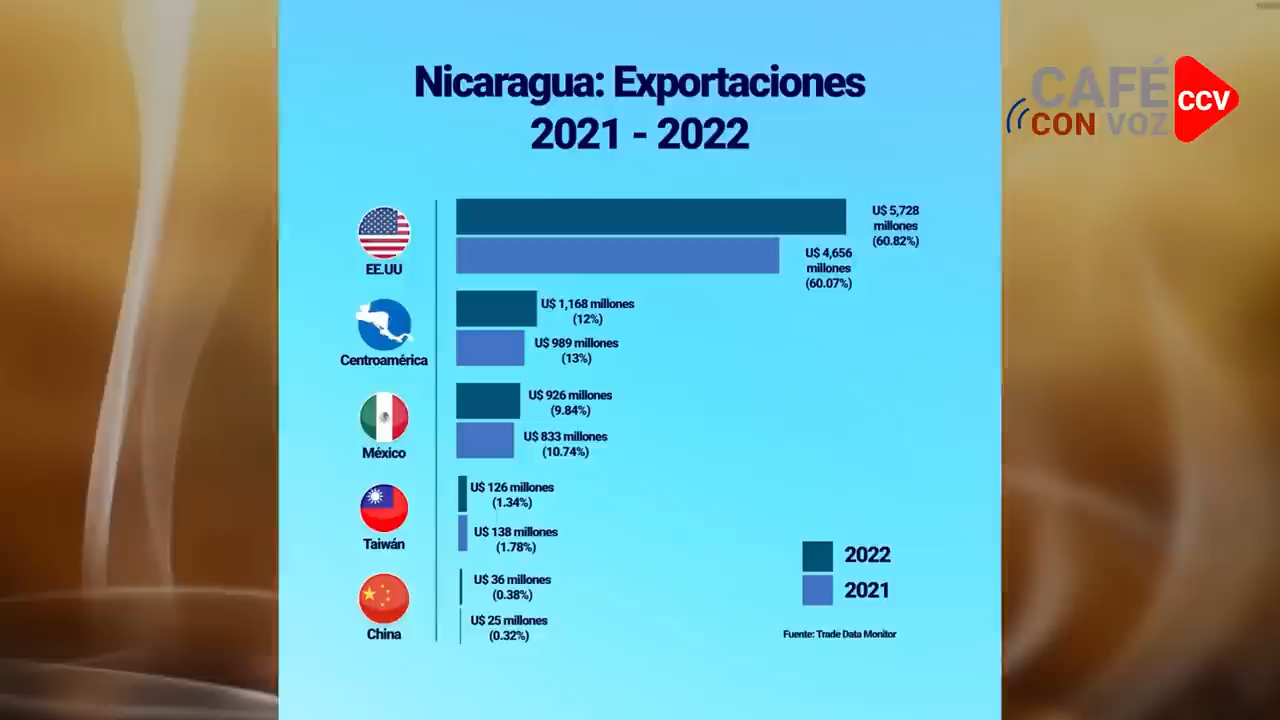 Nicaragua: Exportaciones
2021 - 2022
CAFÉ
CON VOZ
CCV
EE.UU
U$ 5,728
millones
(60.82%)
U$ 4,656
millones
(60.07%)
Centroamérica
U$ 1,168 millones
(12%)
U$ 989 millones
(13%)
México
U$ 926 millones
(9.84%)
U$ 833 millones
(10.74%)
Taiwán
U$ 126 millones
(1.34%)
U$ 138 millones
(1.78%)
China
U$ 36 millones
(0.38%)
U$ 25 millones
(0.32%)
2022
2021
Fuente: Trade Data Monitor